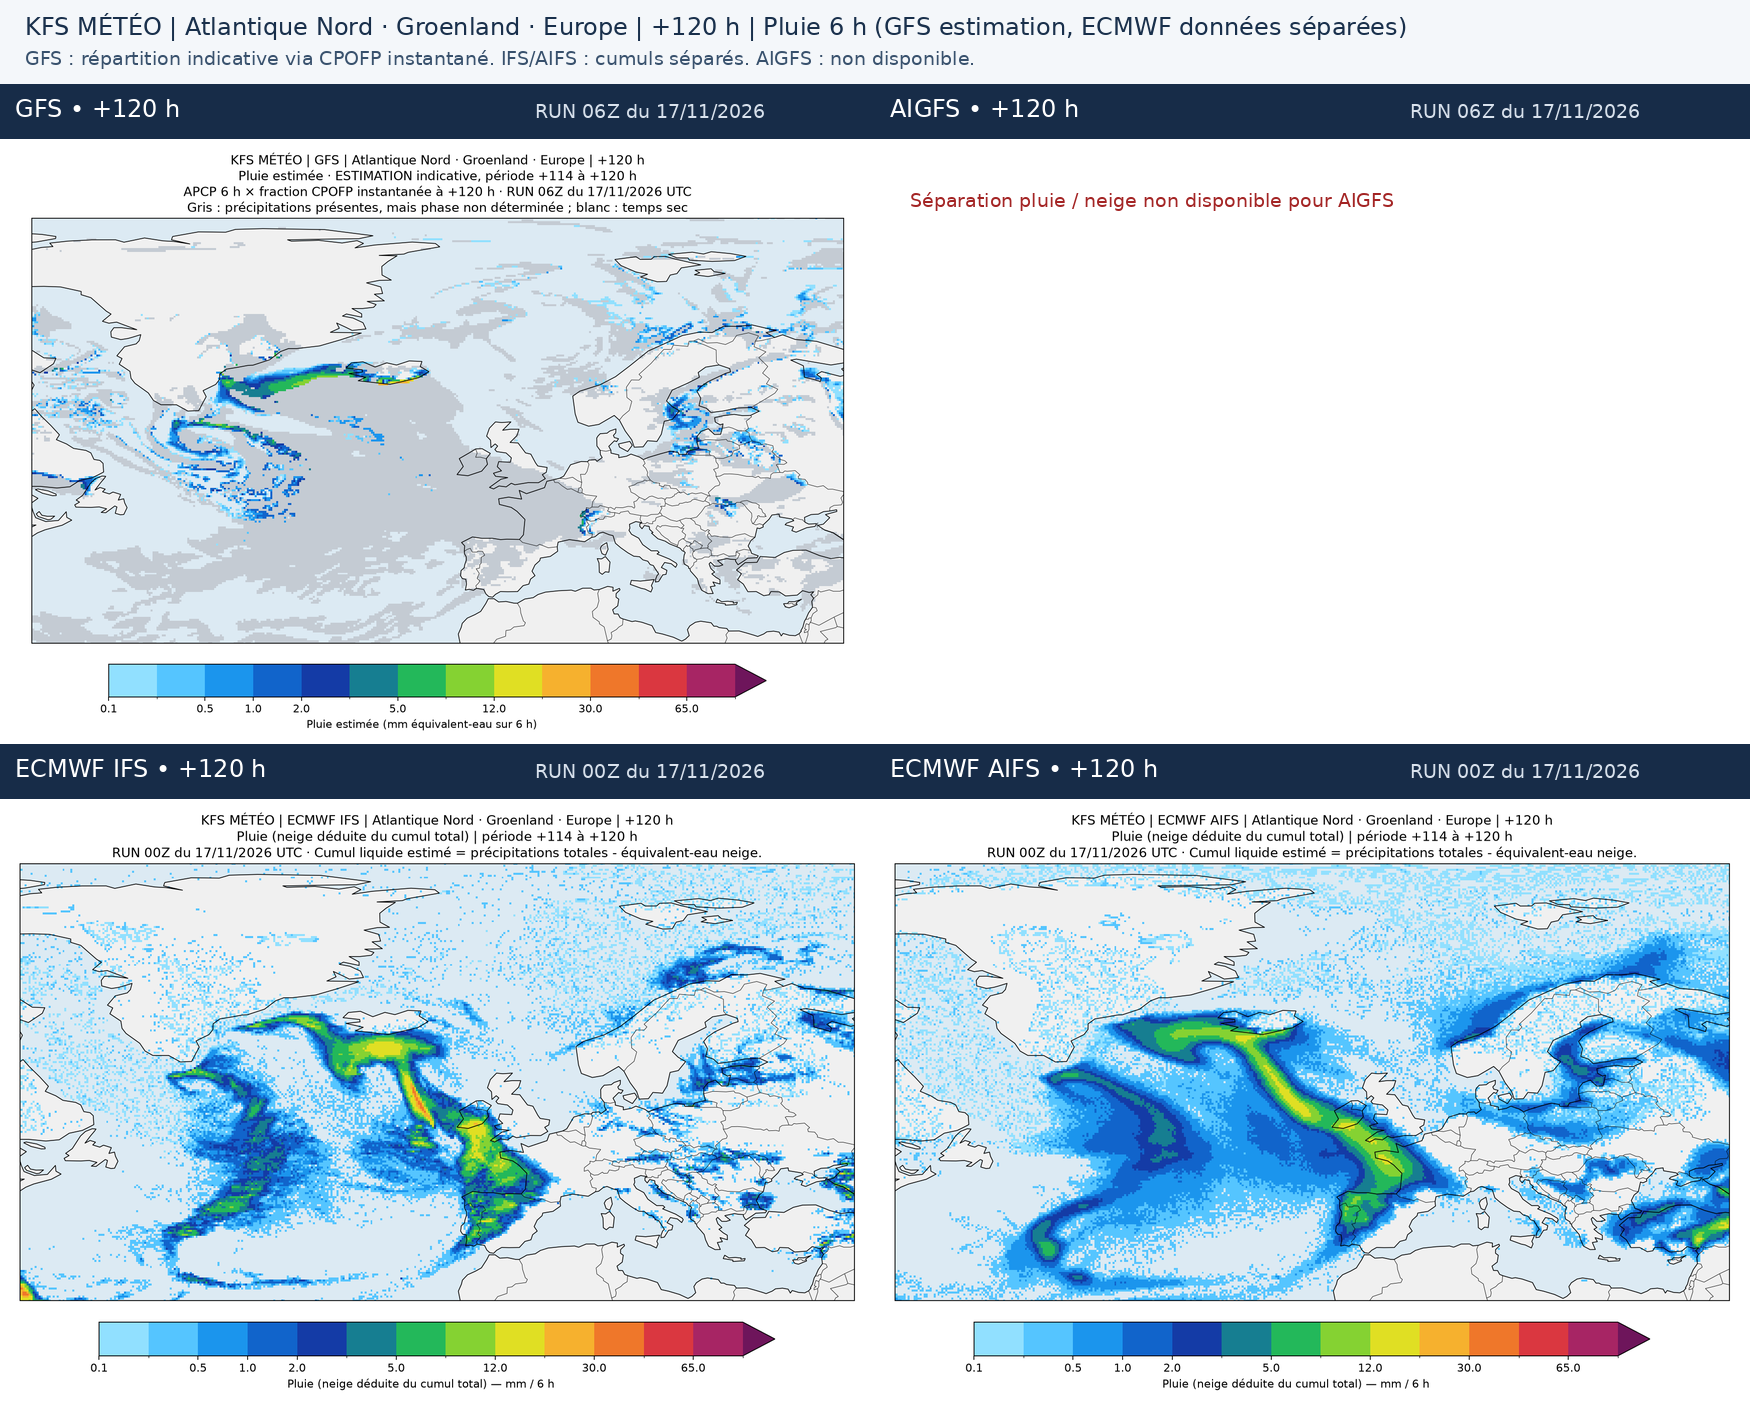 KFS MÉTÉO | Atlantique Nord · Groenland · Europe | +120 h | Pluie 6 h (GFS estimation, ECMWF données séparées)
GFS : répartition indicative via CPOFP instantané. IFS/AIFS : cumuls séparés. AIGFS : non disponible.
GFS • +120 h
RUN 06Z du 17/11/2026
AIGFS • +120 h
RUN 06Z du 17/11/2026
KFS MÉTÉO | GFS | Atlantique Nord · Groenland · Europe | +120 h
Pluie estimée · ESTIMATION indicative, période +114 à +120 h
APCP 6 h × fraction CPOFP instantanée à +120 h · RUN 06Z du 17/11/2026 UTC
Gris : précipitations présentes, mais phase non déterminée ; blanc : temps sec
Séparation pluie / neige non disponible pour AIGFS
0.1 0.5 1.0 2.0 5.0 12.0 30.0 65.0
Pluie estimée (mm équivalent-eau sur 6 h)
ECMWF IFS • +120 h
RUN 00Z du 17/11/2026
ECMWF AIFS • +120 h
RUN 00Z du 17/11/2026
KFS MÉTÉO | ECMWF IFS | Atlantique Nord · Groenland · Europe | +120 h
Pluie (neige déduite du cumul total) | période +114 à +120 h
RUN 00Z du 17/11/2026 UTC · Cumul liquide estimé = précipitations totales - équivalent-eau neige.
0.1 0.5 1.0 2.0 5.0 12.0 30.0 65.0
Pluie (neige déduite du cumul total) — mm / 6 h
KFS MÉTÉO | ECMWF AIFS | Atlantique Nord · Groenland · Europe | +120 h
Pluie (neige déduite du cumul total) | période +114 à +120 h
RUN 00Z du 17/11/2026 UTC · Cumul liquide estimé = précipitations totales - équivalent-eau neige.
0.1 0.5 1.0 2.0 5.0 12.0 30.0 65.0
Pluie (neige déduite du cumul total) — mm / 6 h